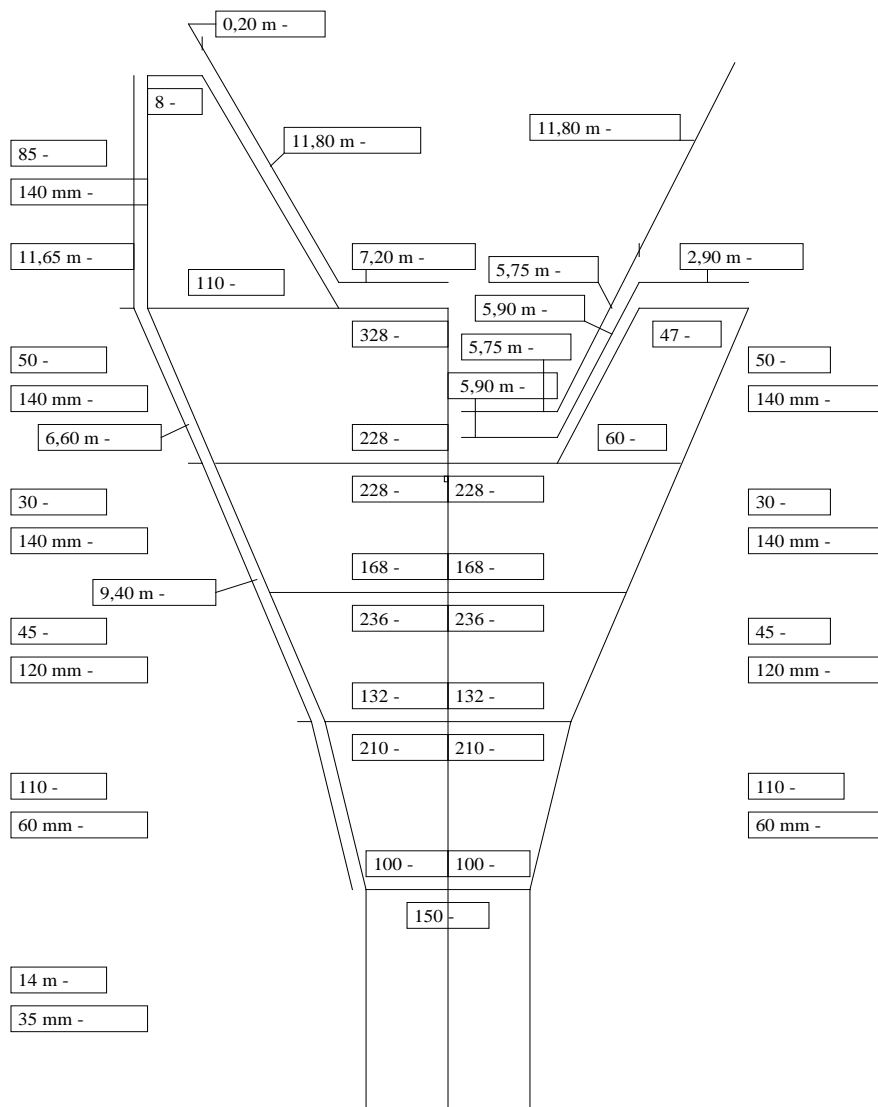 0,20 m -
8 -
11,80 m -
11,80 m -
85 -
140 mm -
11,65 m -
7,20 m -
5,75 m -
2,90 m -
110 -
5,90 m -
328 -
5,75 m -
47 -
50 -
50 -
140 mm -
5,90 m -
140 mm -
6,60 m -
228 -
60 -
228 -
228 -
30 -
30 -
140 mm -
140 mm -
168 -
168 -
9,40 m -
236 -
236 -
45 -
45 -
120 mm -
120 mm -
132 -
132 -
210 -
210 -
110 -
110 -
60 mm -
60 mm -
100 -
100 -
150 -
14 m -
35 mm -